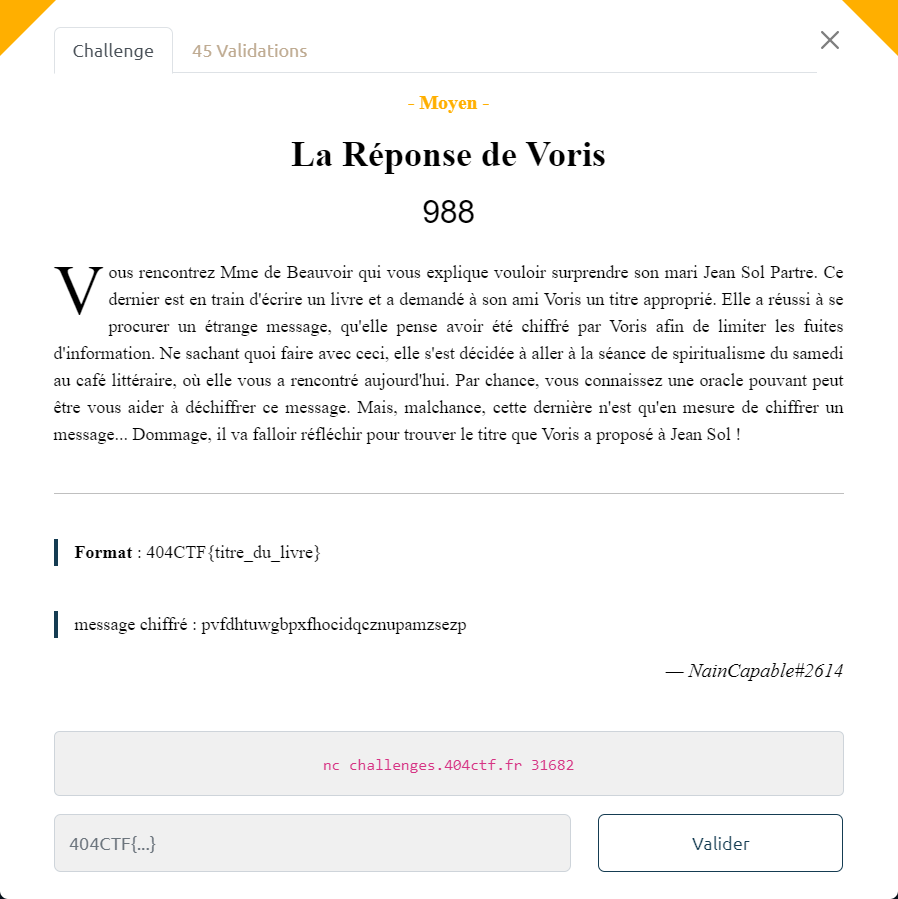 Challenge
45 Validations
- Moyen -
La Réponse de Voris
988
Vous rencontrez Mme de Beauvoir qui vous explique vouloir surprendre son mari Jean Sol Partre. Ce
dernier est en train d'écrire un livre et a demandé à son ami Voris un titre approprié. Elle a réussi à se
procurer un étrange message, qu'elle pense avoir été chiffré par Voris afin de limiter les fuites
d'information. Ne sachant quoi faire avec ceci, elle s'est décidée à aller à la séance de spiritualisme du samedi
au café littéraire, où elle vous a rencontré aujourd'hui. Par chance, vous connaissez une oracle pouvant peut
être vous aider à déchiffrer ce message. Mais, malchance, cette dernière n'est qu'en mesure de chiffrer un
message... Dommage, il va falloir réfléchir pour trouver le titre que Voris a proposé à Jean Sol !
Format : 404CTF{titre_du_livre}
message chiffré : pvfdhtuwgbpxfhocidqcznupamzsezp
— NainCapable#2614
nc challenges.404ctf.fr 31682
404CTF{...}
Valider